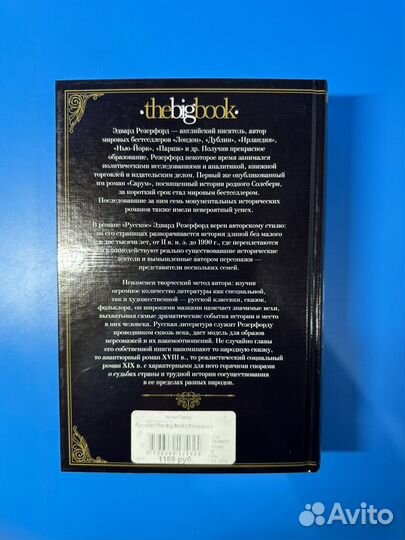 ·thebigbook·
Эдвард Резерфорд — английский писатель, автор
мировых бестселлеров «Лондон», «Дублин», «Ирландия»,
«Нью-Йорк», «Париж» и др. Получив прекрасное
образование, Резерфорд некоторое время занимался
политическими исследованиями и аналитикой, книжной
торговлей и издательским делом. Первый же опубликованный
им роман «Сарум», посвященный истории родного Солсбери,
за короткий срок стал мировым бестселлером.
Последовавшие за ним семь монументальных исторических
романов также имели невероятный успех.
В романе «Русское» Эдвард Резерфорд верен авторскому стилю:
на его страницах разворачивается история длиной без малого
в две тысячи лет, от II в. н. э. до 1990 г., где переплетаются
и взаимодействуют реально существовавшие исторические
деятели и вымышленные автором персонажи —
представители нескольких семей.
Неизменен творческий метод автора: изучив
огромное количество литературы как специальной,
так и художественной — русской классики, сказок,
фольклора, он широкими мазками намечает значимые вехи,
выхватывая самые драматические события истории и место
в них человека. Русская литература служит Резерфорду
проводником сквозь века, дает модель для образов
персонажей и их взаимоотношений. Не случайно главы
его собственной книги напоминают то народную сказку,
то авантюрный роман XVIII в., то реалистический социальный
роман XIX в. с характерными для него горячими спорами
о судьбах страны и трудной истории сосуществования
в ее пределах разных народов.
Русское (The Big Book) Резерфорд
1169 руб.
Avito